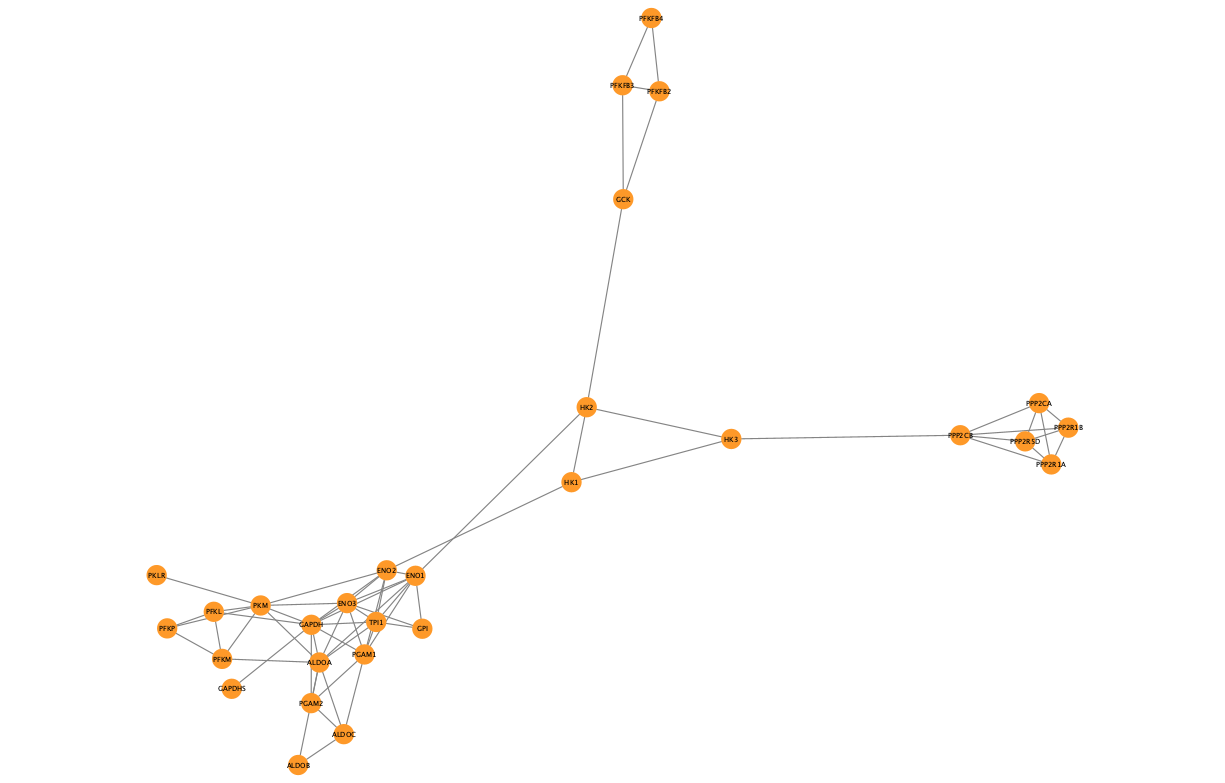 PFKFB4
PFKFB3
PFKFB2
GCK
HK2
PPP2CA
PPP2R1B
PPP2CB
HK3
PPP2R5D
PPP2R1A
HK1
ENO2
PKLR
ENO1
PKM
ENO3
PFKL
GAPDH
TPI1
PFKP
GPI
PGAM1
PFKM
ALDOA
GAPDHS
PGAM2
ALDOC
ALDOB